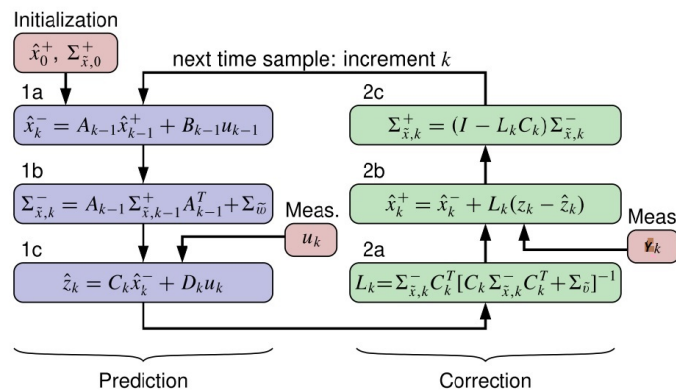 Initialization
x̂₀⁺, Σ⁺ₓ̃,₀
next time sample: increment k
1a
x̂ₖ⁻ = Aₖ₋₁x̂ₖ₋₁⁺ + Bₖ₋₁uₖ₋₁
1b
Σ⁻ₓ̃,ₖ = Aₖ₋₁Σ⁺ₓ̃,ₖ₋₁Aᵀₖ₋₁ + Σ_w̃
Meas.
uₖ
1c
ẑₖ = Cₖx̂ₖ⁻ + Dₖuₖ
Prediction
2c
Σ⁺ₓ̃,ₖ = (I − LₖCₖ)Σ⁻ₓ̃,ₖ
2b
x̂ₖ⁺ = x̂ₖ⁻ + Lₖ(zₖ − ẑₖ)
Meas
2a
Lₖ=Σ⁻ₓ̃,ₖCₖᵀ[CₖΣ⁻ₓ̃,ₖCₖᵀ+Σ_ṽ]⁻¹
Correction